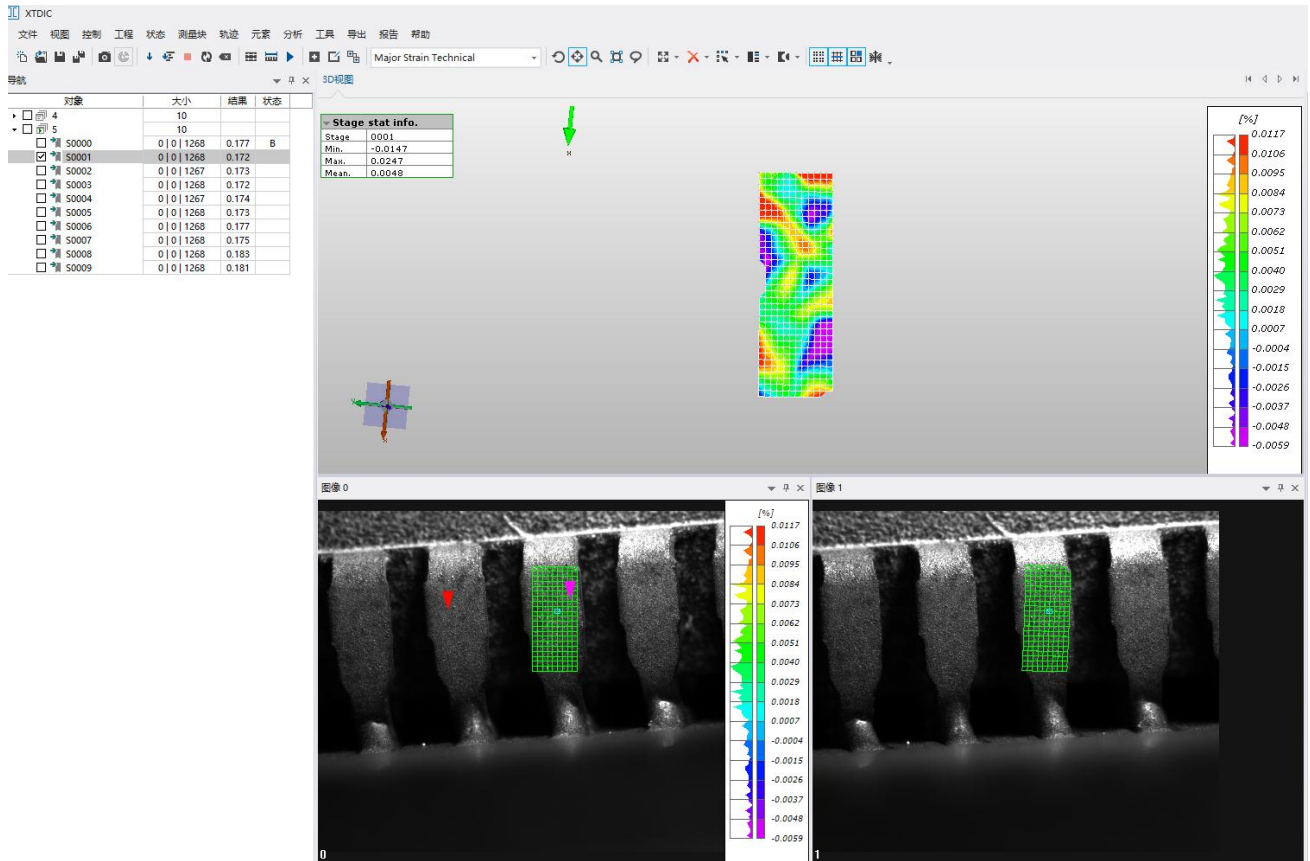 XTDIC
文件 视图 控制 工程 状态 测量块 轨迹 元素 分析 工具 导出 报告 帮助
Major Strain Technical
导航
3D视图
对象 大小 结果 状态
4 10
5 10
S0000 0|0|1268 0.177 B
S0001 0|0|1268 0.172
S0002 0|0|1267 0.173
S0003 0|0|1268 0.172
S0004 0|0|1267 0.174
S0005 0|0|1268 0.173
S0006 0|0|1268 0.177
S0007 0|0|1268 0.175
S0008 0|0|1268 0.183
S0009 0|0|1268 0.181
Stage stat info.
Stage 0001
Min. -0.0147
Max. 0.0247
Mean. 0.0048
x
Y
x
[%]
0.0117
0.0106
0.0095
0.0084
0.0073
0.0062
0.0051
0.0040
0.0029
0.0018
0.0007
-0.0004
-0.0015
-0.0026
-0.0037
-0.0048
-0.0059
图像 0
[%]
0.0117
0.0106
0.0095
0.0084
0.0073
0.0062
0.0051
0.0040
0.0029
0.0018
0.0007
-0.0004
-0.0015
-0.0026
-0.0037
-0.0048
-0.0059
0
图像 1
1